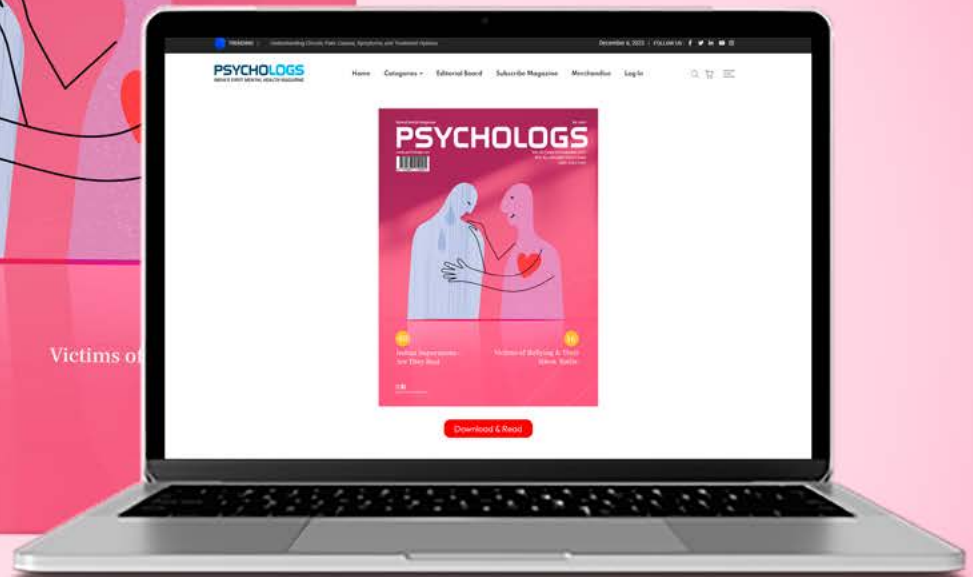 TRENDING
Understanding Chronic Pain: Causes, Symptoms, and Treatment Options
December 6, 2023 | FOLLOW US
PSYCHOLOGS
INDIA'S FIRST MENTAL HEALTH MAGAZINE
Home Categories Editorial Board Subscribe Magazine Merchandise Log In
PSYCHOLOGS
Indian Superwomen-
Are They Real
Victims of Bullying & Their
Silent Battle
Download & Read
Victims of